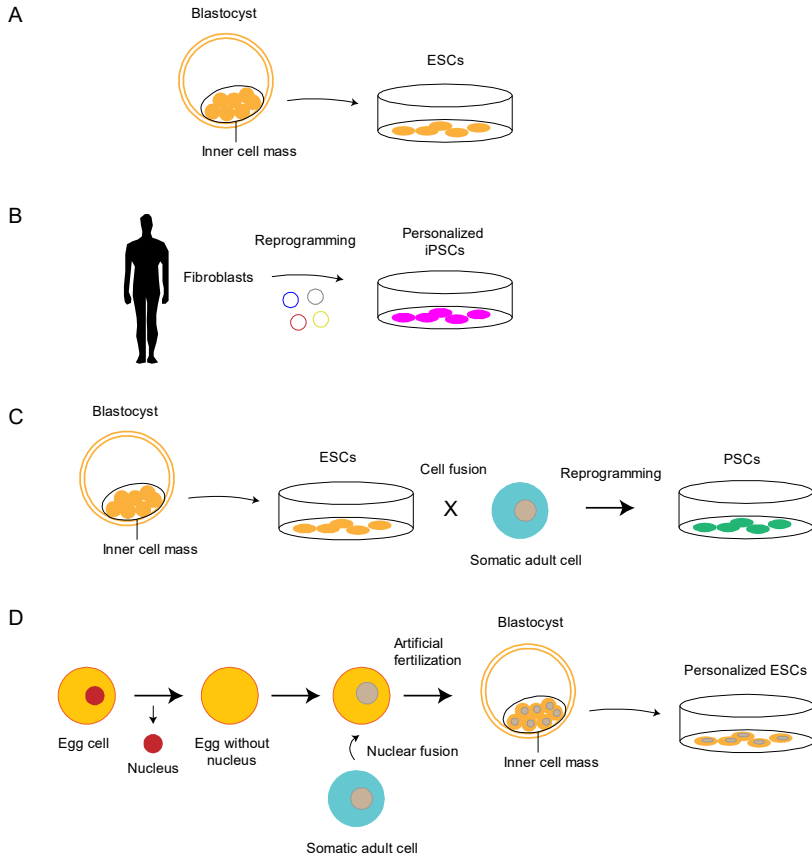 A
Blastocyst
ESCs
Inner cell mass
B
Reprogramming
Personalized
iPSCs
Fibroblasts
C
Blastocyst
ESCs
Cell fusion
Reprogramming
PSCs
X
Inner cell mass
Somatic adult cell
D
Blastocyst
Artificial
fertilization
Personalized ESCs
Egg cell
Egg without
nucleus
Nucleus
Nuclear fusion
Inner cell mass
Somatic adult cell